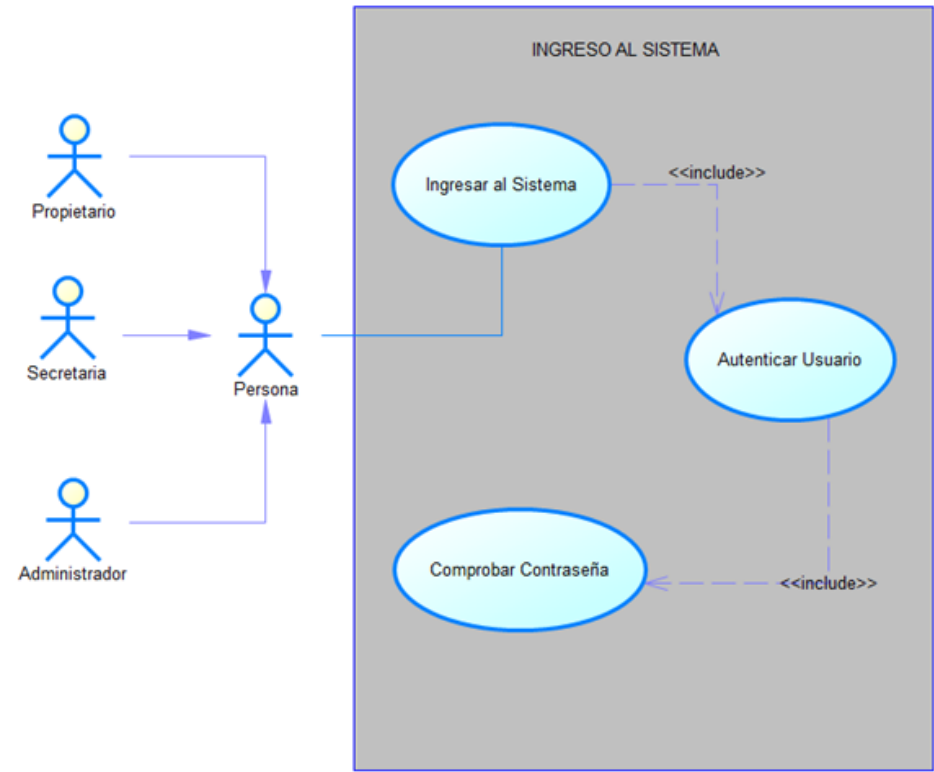 INGRESO AL SISTEMA
Propietario
Ingresar al Sistema
<<include>>
Secretaria
Persona
Autenticar Usuario
Administrador
Comprobar Contraseña
<<include>>